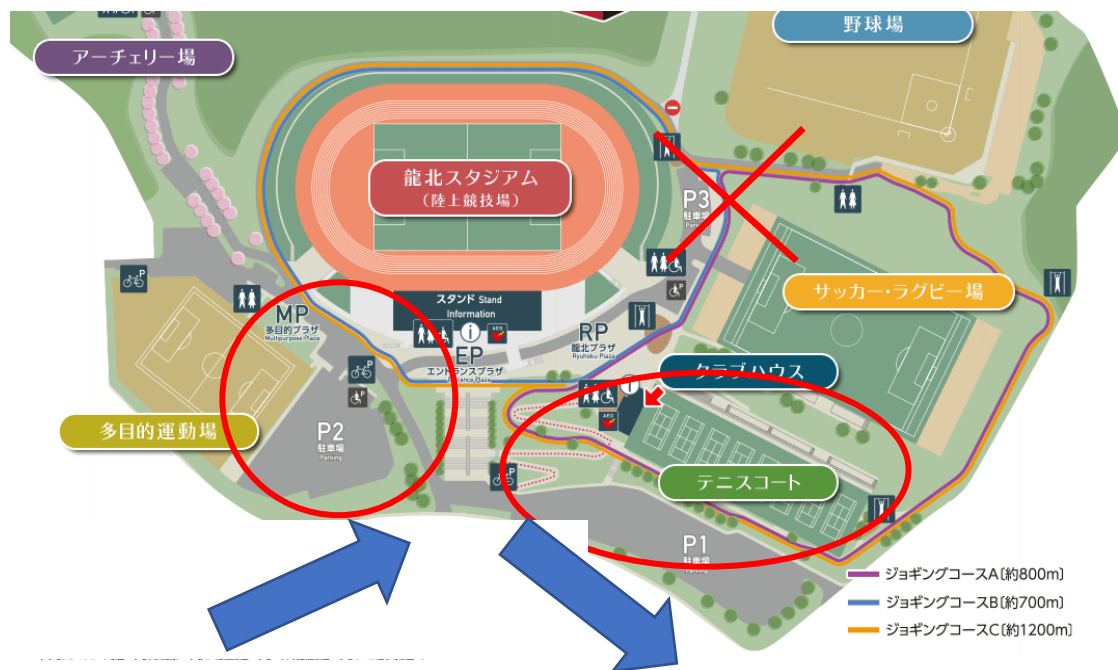 野球場
アーチェリー場
龍北スタジアム
（陸上競技場）
P3
駐車場
Parking
サッカー・ラグビー場
スタンド Stand
Information
AED
MP
多目的プラザ
Multipurpose Plaza
EP
エントランスプラザ
Entrance Plaza
RP
龍北プラザ
Ryuhoku Plaza
クラブハウス
AED
多目的運動場
P2
駐車場
Parking
テニスコート
P1
駐車場
Parking
ジョギングコースA〔約800m〕
ジョギングコースB〔約700m〕
ジョギングコースC〔約1200m〕